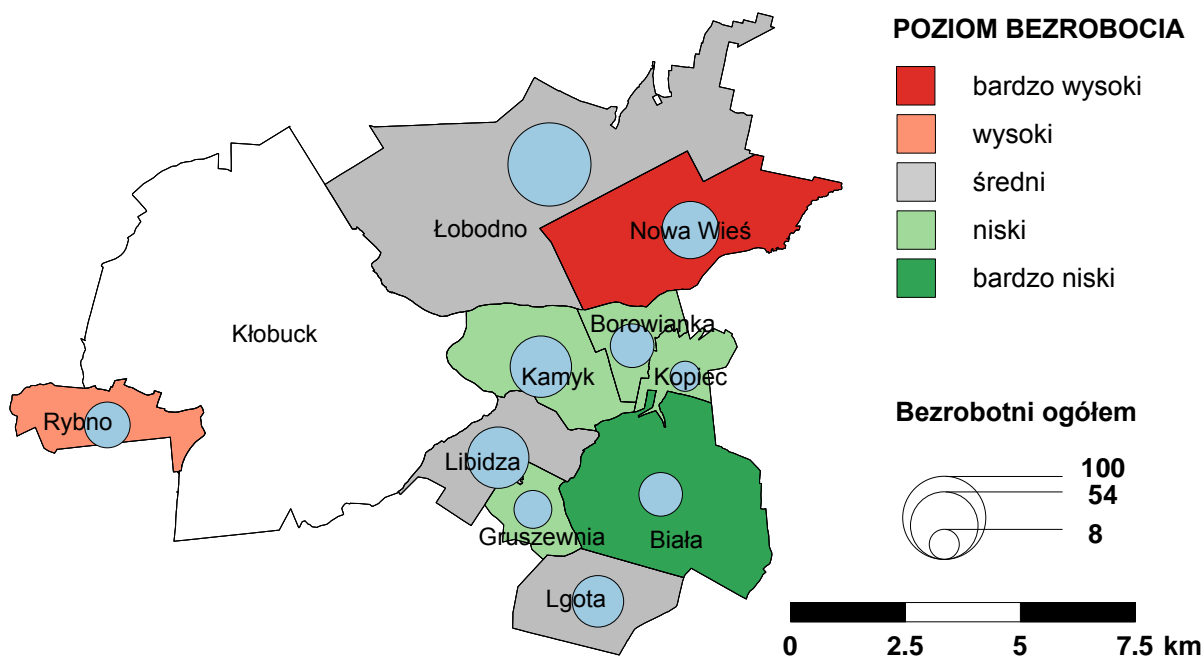 POZIOM BEZROBOCIA
bardzo wysoki
wysoki
średni
niski
bardzo niski
Łobodno
Nowa Wieś
Borowianka
Kłobuck
Kamyk
Kopiec
Rybno
Libidza
Gruszewnia
Biała
Lgota
Bezrobotni ogółem
100
54
8
0 2.5 5 7.5 km